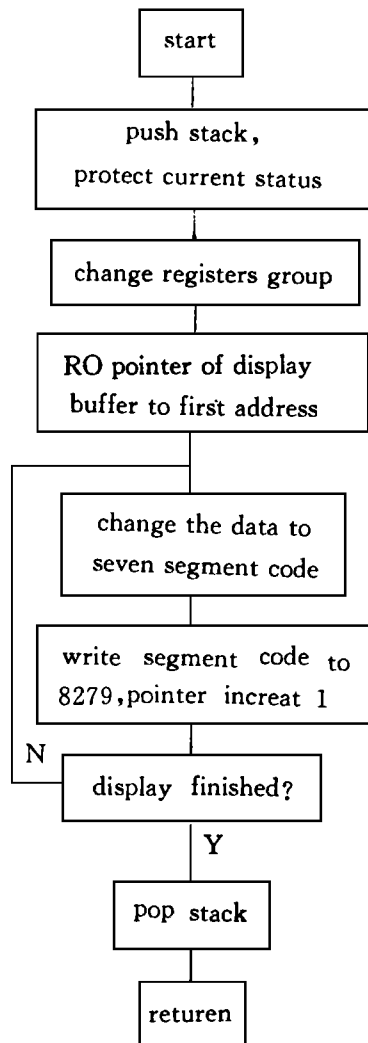 start
push stack,
protect current status
change registers group
RO pointer of display
buffer to first address
change the data to
seven segment code
write segment code to
8279,pointer increat 1
N
display finished?
Y
pop stack
returen